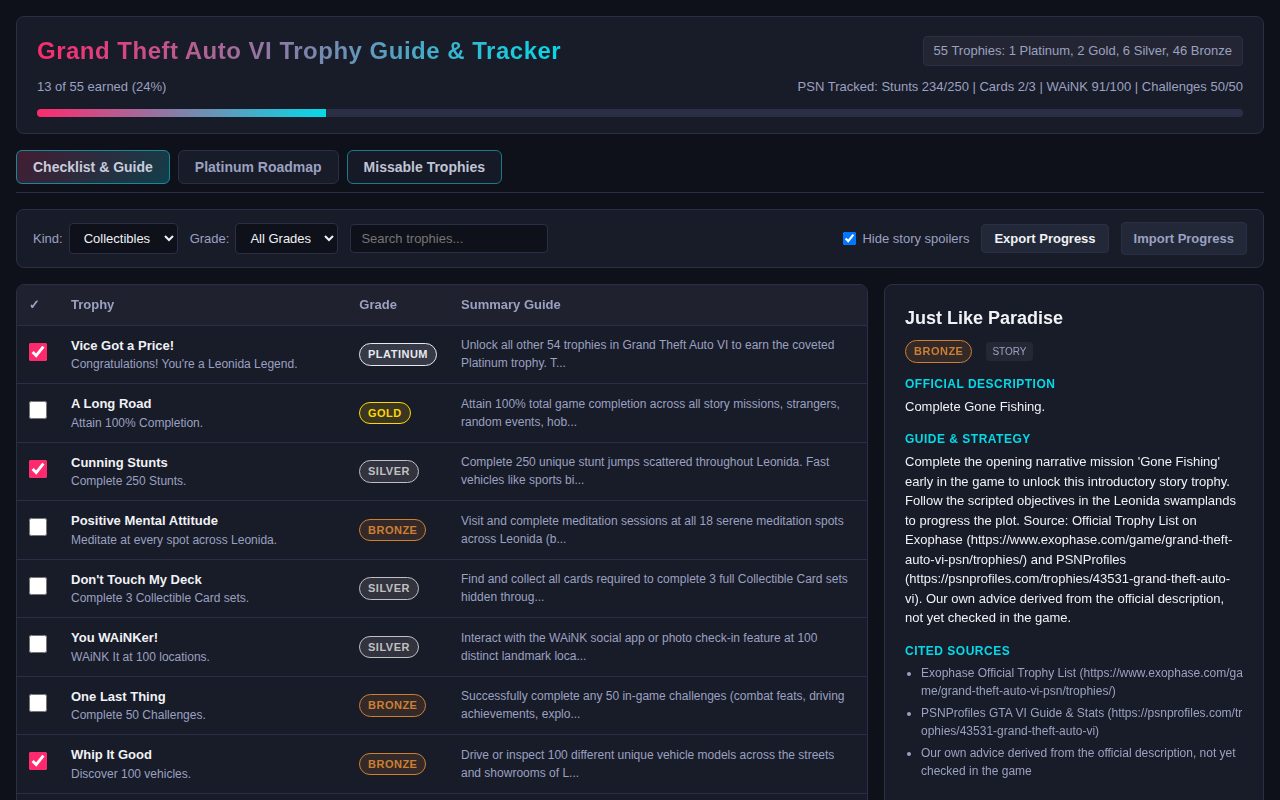 Grand Theft Auto VI Trophy Guide & Tracker
55 Trophies: 1 Platinum, 2 Gold, 6 Silver, 46 Bronze
13 of 55 earned (24%)
PSN Tracked: Stunts 234/250 | Cards 2/3 | WAiNK 91/100 | Challenges 50/50
Checklist & Guide
Platinum Roadmap
Missable Trophies
Kind: Collectibles
Grade: All Grades
Search trophies...
Hide story spoilers
Export Progress
Import Progress
✓ Trophy Grade Summary Guide
Vice Got a Price!
Congratulations! You're a Leonida Legend.
PLATINUM
Unlock all other 54 trophies in Grand Theft Auto VI to earn the coveted
Platinum trophy. T...
A Long Road
Attain 100% Completion.
GOLD
Attain 100% total game completion across all story missions, strangers,
random events, hob...
Cunning Stunts
Complete 250 Stunts.
SILVER
Complete 250 unique stunt jumps scattered throughout Leonida. Fast
vehicles like sports bi...
Positive Mental Attitude
Meditate at every spot across Leonida.
BRONZE
Visit and complete meditation sessions at all 18 serene meditation spots
across Leonida (b...
Don't Touch My Deck
Complete 3 Collectible Card sets.
SILVER
Find and collect all cards required to complete 3 full Collectible Card sets
hidden throug...
You WAiNKer!
WAiNK It at 100 locations.
SILVER
Interact with the WAiNK social app or photo check-in feature at 100
distinct landmark loca...
One Last Thing
Complete 50 Challenges.
BRONZE
Successfully complete any 50 in-game challenges (combat feats, driving
achievements, explo...
Whip It Good
Discover 100 vehicles.
BRONZE
Drive or inspect 100 different unique vehicle models across the streets
and showrooms of L...
Just Like Paradise
BRONZE
STORY
OFFICIAL DESCRIPTION
Complete Gone Fishing.
GUIDE & STRATEGY
Complete the opening narrative mission 'Gone Fishing'
early in the game to unlock this introductory story trophy.
Follow the scripted objectives in the Leonida swamplands
to progress the plot. Source: Official Trophy List on
Exophase (https://www.exophase.com/game/grand-theft-
auto-vi-psn/trophies/) and PSNProfiles
(https://psnprofiles.com/trophies/43531-grand-theft-auto-
vi). Our own advice derived from the official description,
not yet checked in the game.
CITED SOURCES
• Exophase Official Trophy List (https://www.exophase.com/ga
me/grand-theft-auto-vi-psn/trophies/)
• PSNProfiles GTA VI Guide & Stats (https://psnprofiles.com/tr
ophies/43531-grand-theft-auto-vi)
• Our own advice derived from the official description, not yet
checked in the game